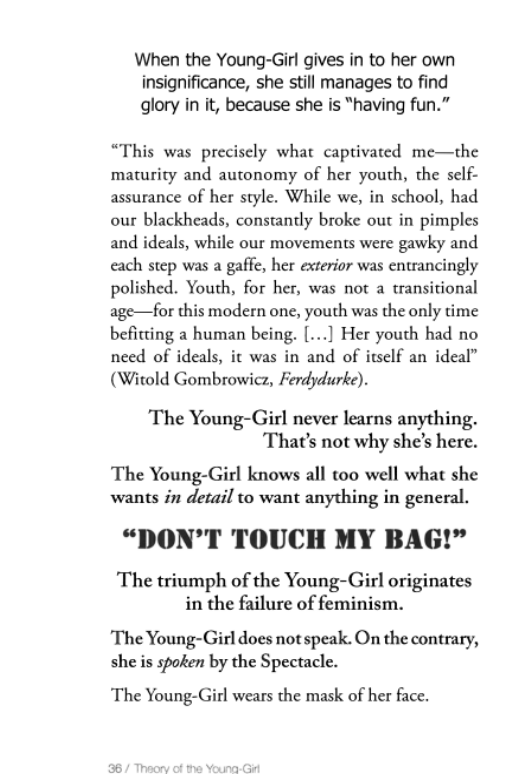 When the Young-Girl gives in to her own
insignificance, she still manages to find
glory in it, because she is “having fun.”
“This was precisely what captivated me—the
maturity and autonomy of her youth, the self-
assurance of her style. While we, in school, had
our blackheads, constantly broke out in pimples
and ideals, while our movements were gawky and
each step was a gaffe, her exterior was entrancingly
polished. Youth, for her, was not a transitional
age—for this modern one, youth was the only time
befitting a human being. […] Her youth had no
need of ideals, it was in and of itself an ideal”
(Witold Gombrowicz, Ferdydurke).
The Young-Girl never learns anything.
That’s not why she’s here.
The Young-Girl knows all too well what she
wants in detail to want anything in general.
“DON’T TOUCH MY BAG!”
The triumph of the Young-Girl originates
in the failure of feminism.
The Young-Girl does not speak. On the contrary,
she is spoken by the Spectacle.
The Young-Girl wears the mask of her face.
36 / Theory of the Young-Girl